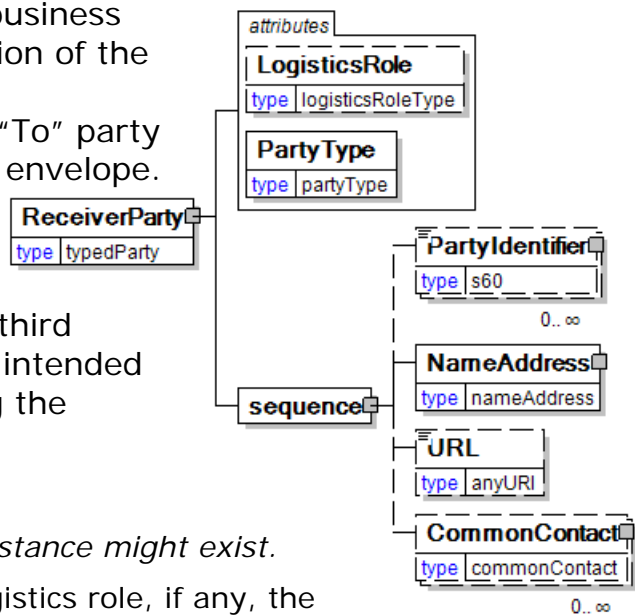 business
ion of the
"To" party
envelope.
third
intended
g the
stance might exist.
gistics role, if any, the
attributes
LogisticsRole
type logisticsRoleType
PartyType
type partyType
ReceiverParty
type typedParty
sequence
PartyIdentifier
type s60
0.. ∞
NameAddress
type nameAddress
URL
type anyURI
CommonContact
type commonContact
0.. ∞